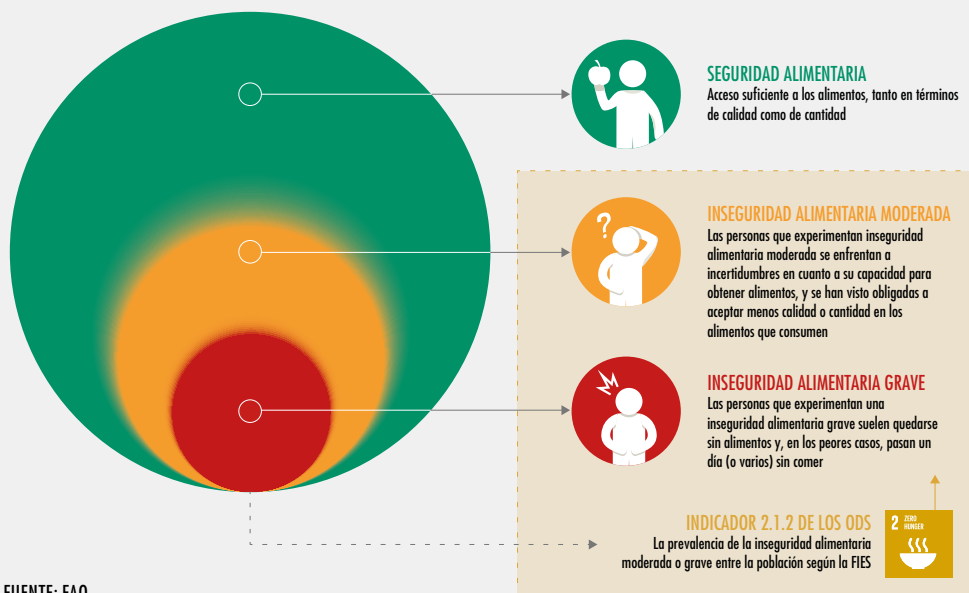 SEGURIDAD ALIMENTARIA
Acceso suficiente a los alimentos, tanto en términos
de calidad como de cantidad
?
INSEGURIDAD ALIMENTARIA MODERADA
Las personas que experimentan inseguridad
alimentaria moderada se enfrentan a
incertidumbres en cuanto a su capacidad para
obtener alimentos, y se han visto obligadas a
aceptar menos calidad o cantidad en los
alimentos que consumen
INSEGURIDAD ALIMENTARIA GRAVE
Las personas que experimentan una
inseguridad alimentaria grave suelen quedarse
sin alimentos y, en los peores casos, pasan un
día (o varios) sin comer
INDICADOR 2.1.2 DE LOS ODS
La prevalencia de la inseguridad alimentaria
moderada o grave entre la población según la FIES
2 ZERO
HUNGER
FUENTE: FAO